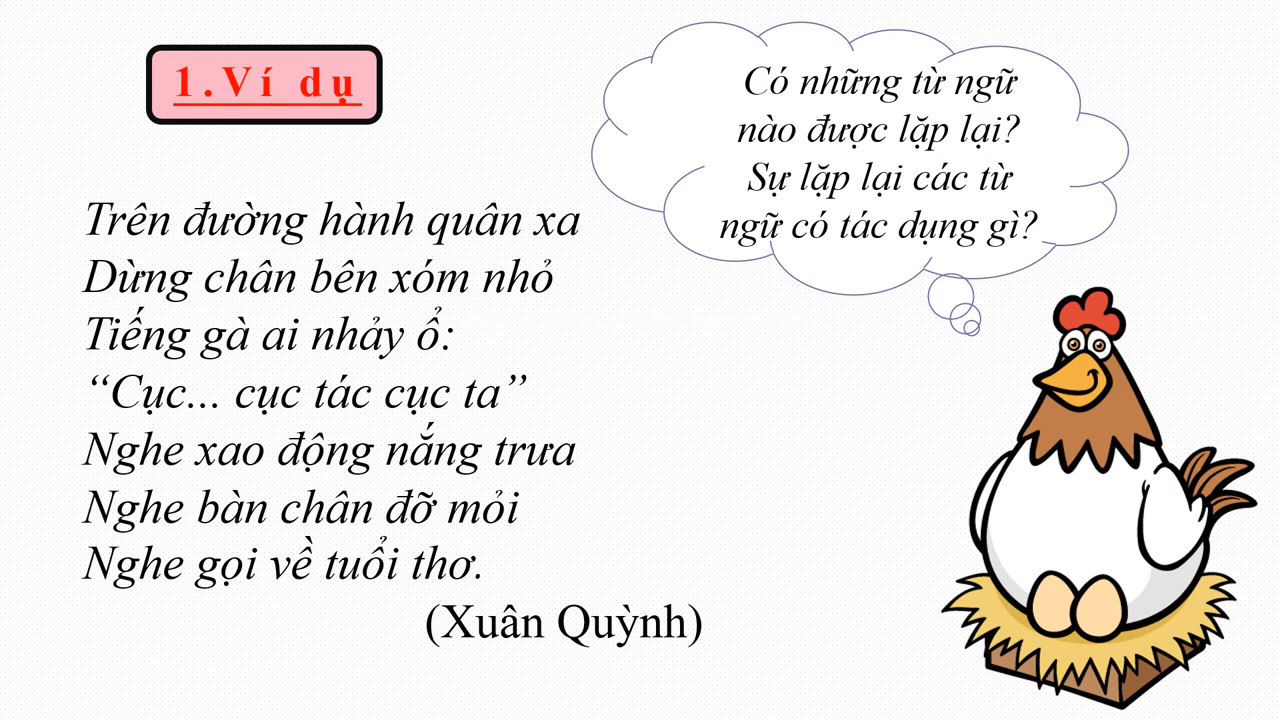 1.Ví dụ
Có những từ ngữ
nào được lặp lại?
Sự lặp lại các từ
ngữ có tác dụng gì?
Trên đường hành quân xa
Dừng chân bên xóm nhỏ
Tiếng gà ai nhảy ổ:
“Cục... cục tác cục ta”
Nghe xao động nắng trưa
Nghe bàn chân đỡ mỏi
Nghe gọi về tuổi thơ.
(Xuân Quỳnh)